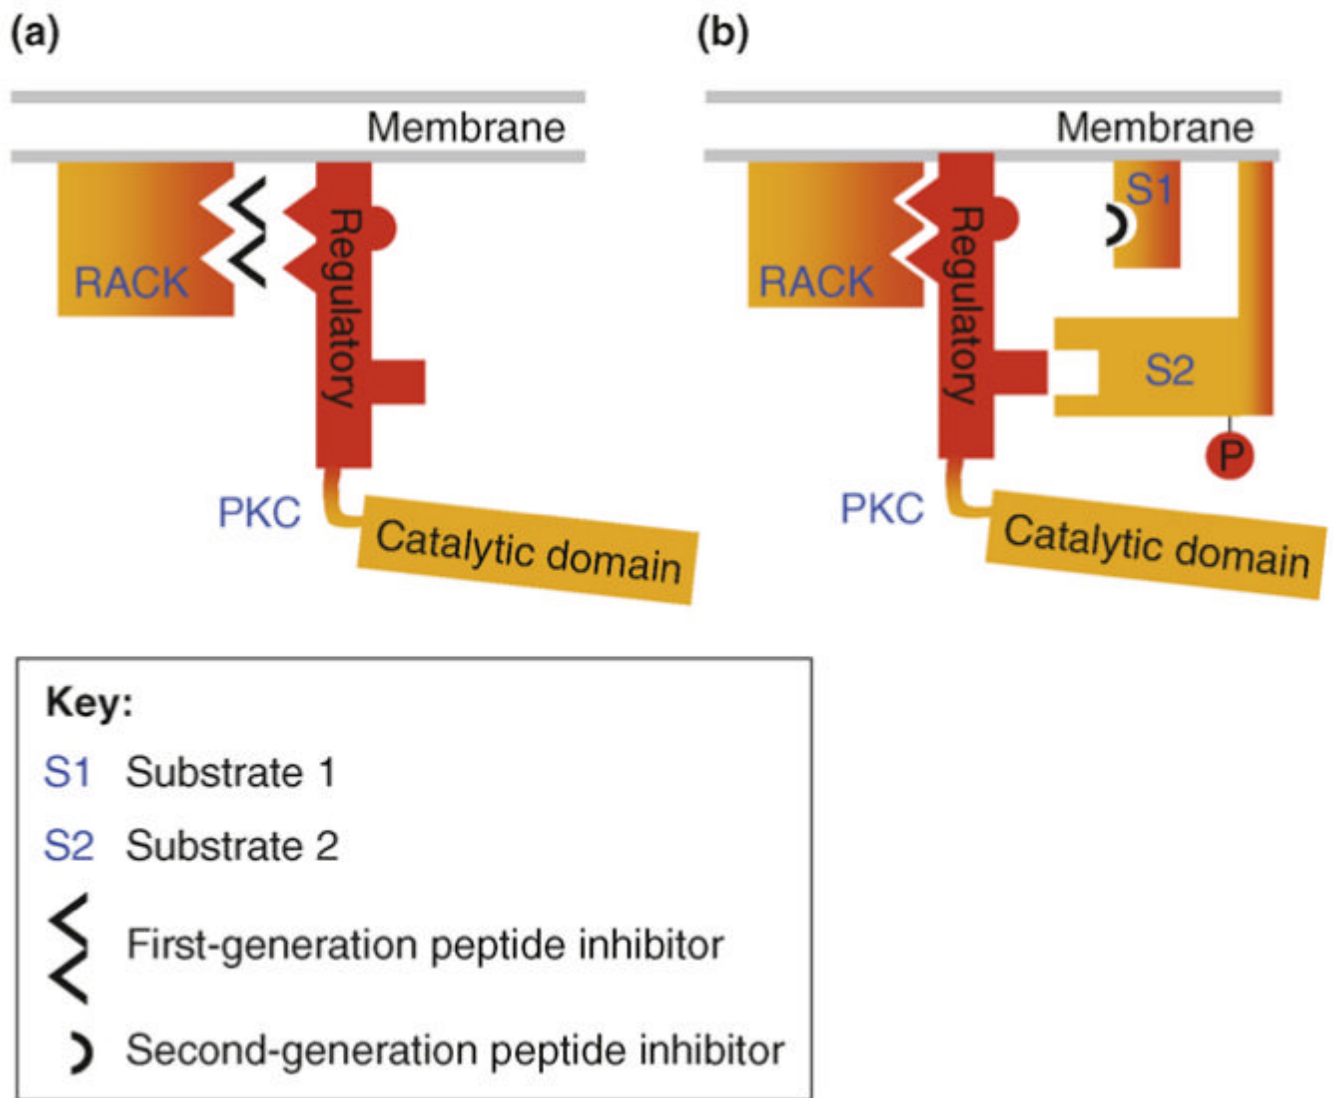 (a)
Membrane
RACK
Regulatory
PKC
Catalytic domain
(b)
Membrane
RACK
Regulatory
S1
S2
P
PKC
Catalytic domain
Key:
S1 Substrate 1
S2 Substrate 2
First-generation peptide inhibitor
Second-generation peptide inhibitor